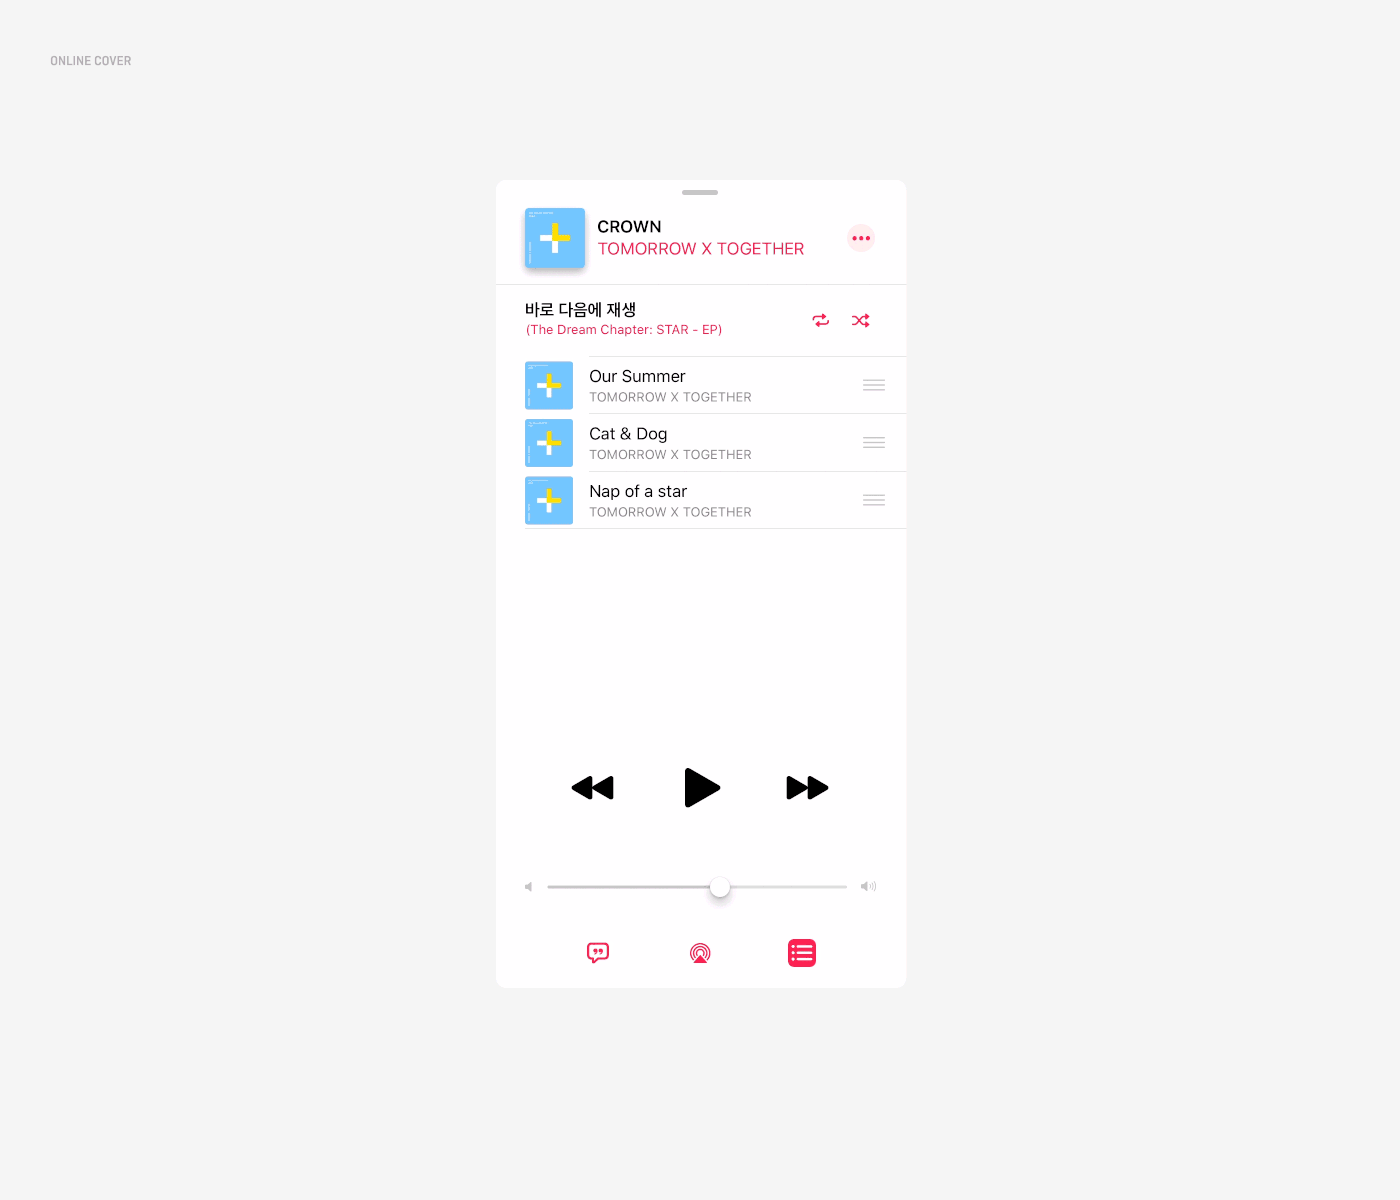 ONLINE COVER
CROWN
TOMORROW X TOGETHER
바로 다음에 재생
(The Dream Chapter: STAR - EP)
Our Summer
TOMORROW X TOGETHER
Cat & Dog
TOMORROW X TOGETHER
Nap of a star
TOMORROW X TOGETHER